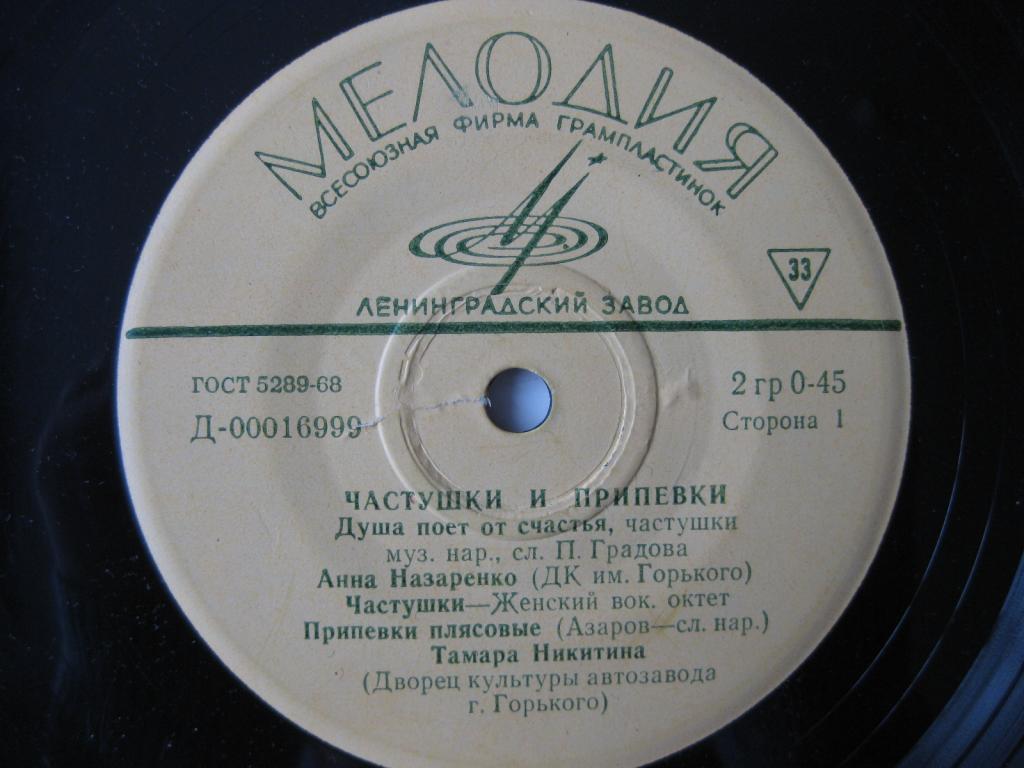 МЕЛОДИЯ
ВСЕСОЮЗНАЯ ФИРМА ГРАМПЛАСТИНОК
33
ЛЕНИНГРАДСКИЙ ЗАВОД
ГОСТ 5289-68
2 гр 0-45
Д-00016999
Сторона 1
ЧАСТУШКИ И ПРИПЕВКИ
Душа поет от счастья, частушки
муз. нар., сл. П. Градова
Анна Назаренко (ДК им. Горького)
Частушки—Женский вок. октет
Припевки плясовые (Азаров—сл. нар.)
Тамара Никитина
(Дворец культуры автозавода
г. Горького)